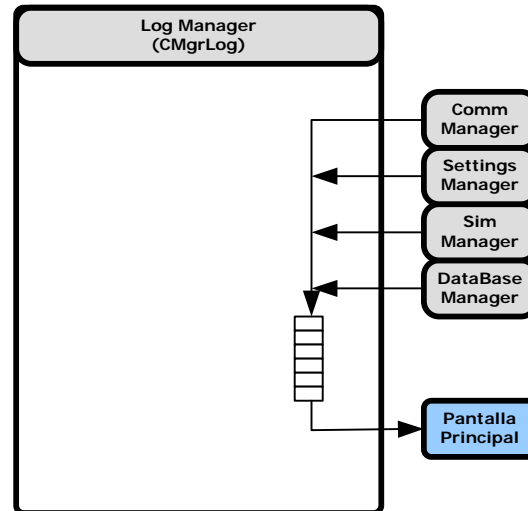 Log Manager
(CMgrLog)
Comm
Manager
Settings
Manager
Sim
Manager
DataBase
Manager
Pantalla
Principal